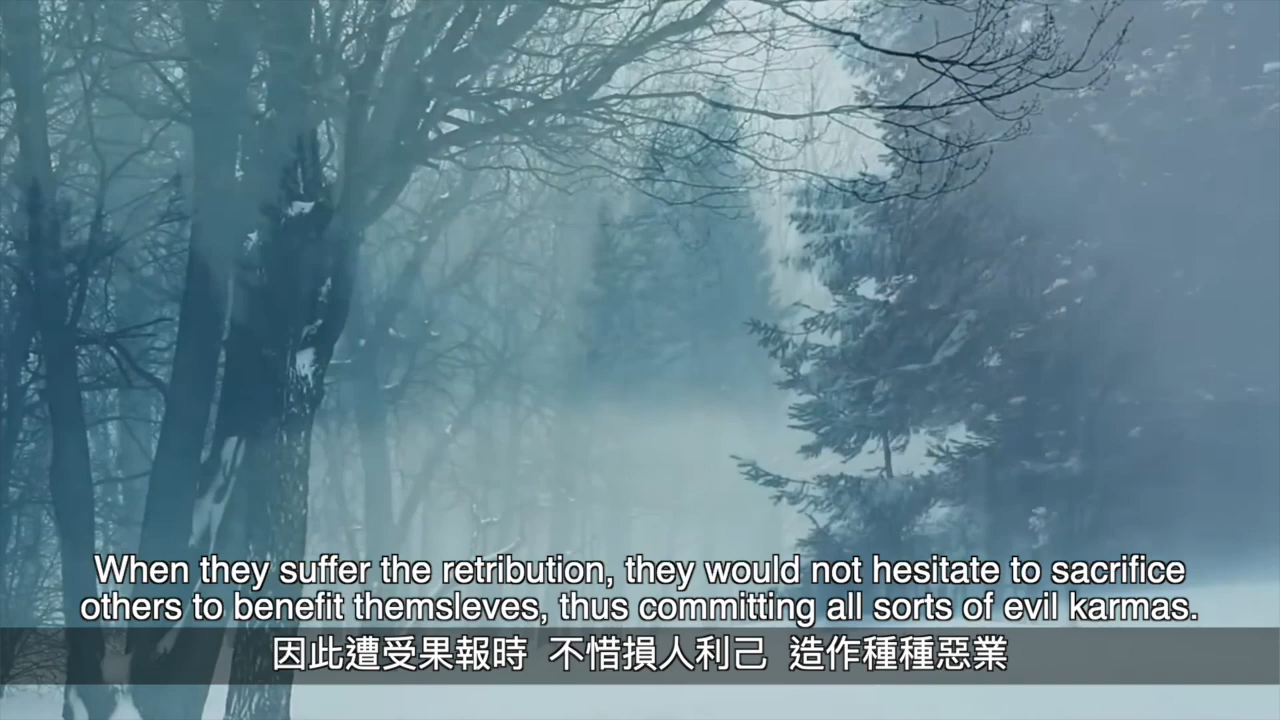 When they suffer the retribution, they would not hesitate to sacrifice
others to benefit themsleves, thus committing all sorts of evil karmas.
因此遭受果報時 不惜損人利己 造作種種惡業